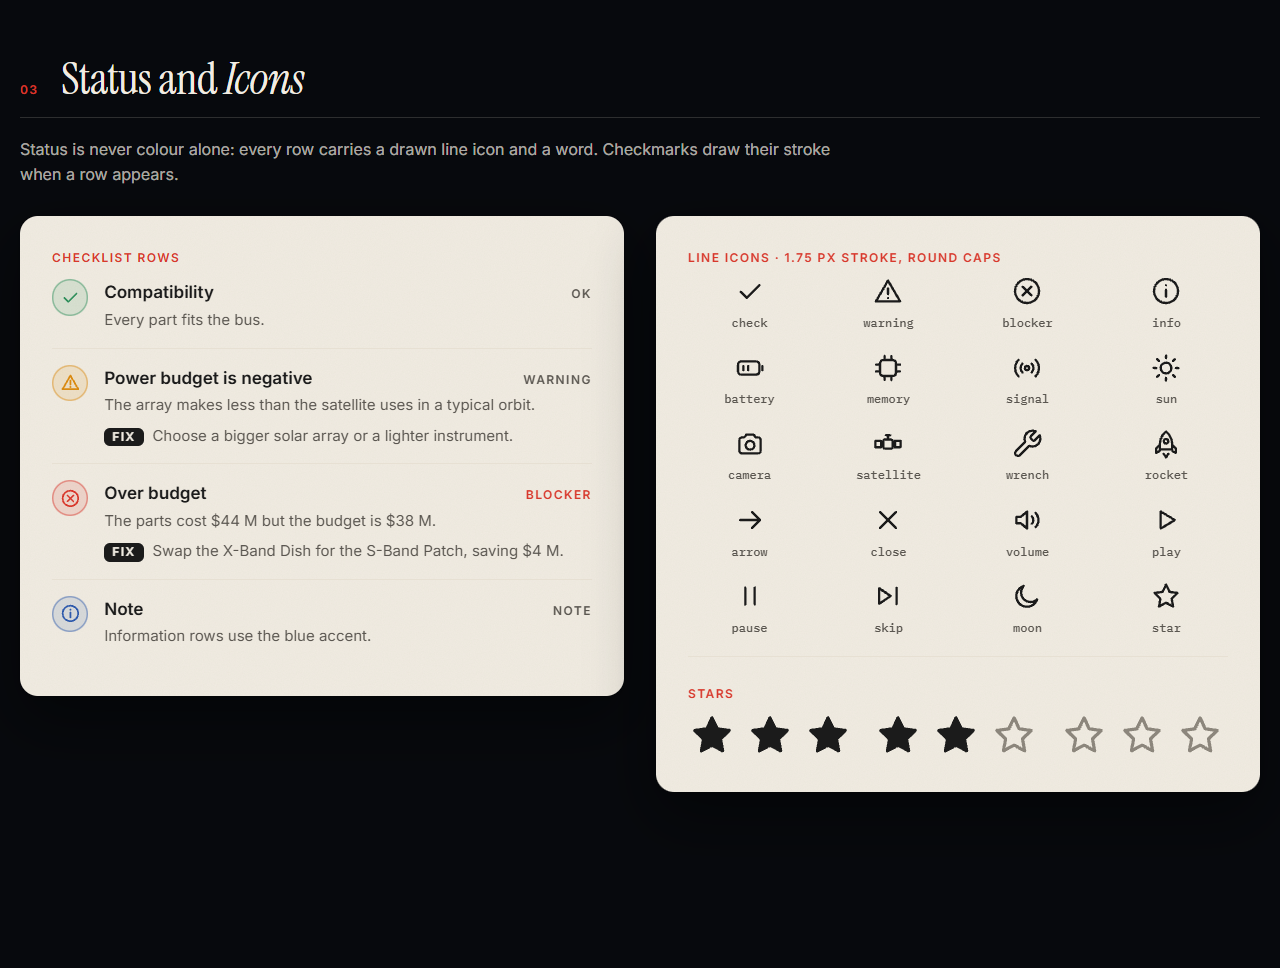 03 Status and Icons
Status is never colour alone: every row carries a drawn line icon and a word. Checkmarks draw their stroke
when a row appears.
CHECKLIST ROWS
Compatibility OK
Every part fits the bus.
Power budget is negative WARNING
The array makes less than the satellite uses in a typical orbit.
FIX Choose a bigger solar array or a lighter instrument.
Over budget BLOCKER
The parts cost $44 M but the budget is $38 M.
FIX Swap the X-Band Dish for the S-Band Patch, saving $4 M.
Note NOTE
Information rows use the blue accent.
LINE ICONS · 1.75 PX STROKE, ROUND CAPS
check warning blocker info
battery memory signal sun
camera satellite wrench rocket
arrow close volume play
pause skip moon star
STARS